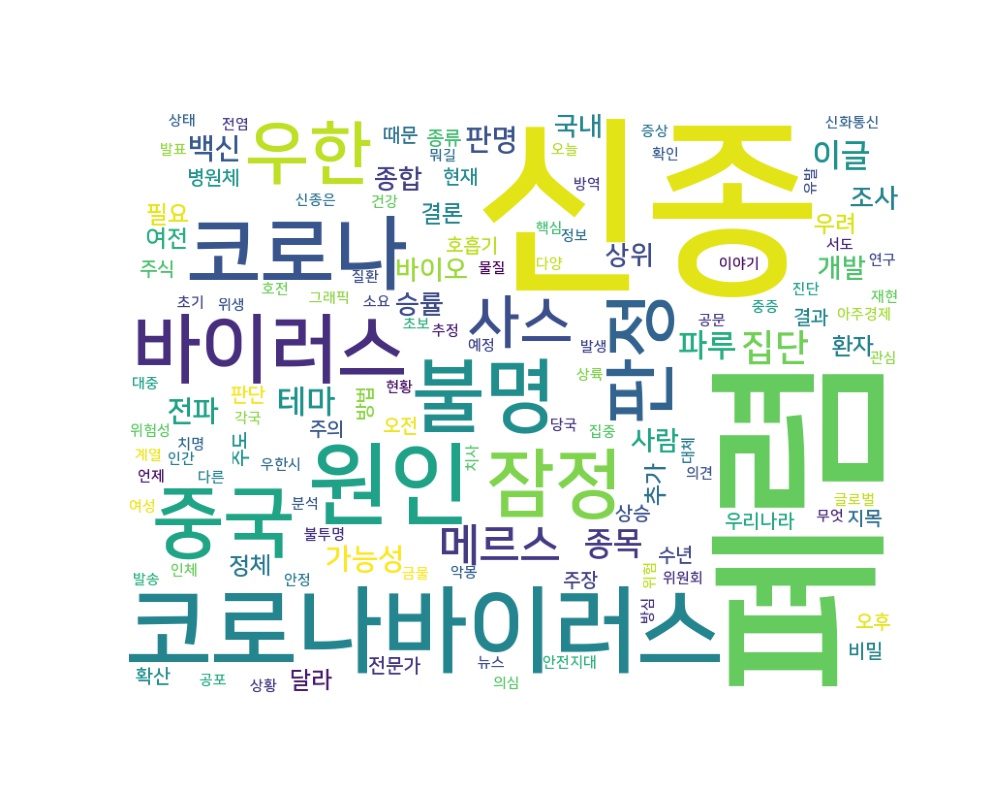 상태
전염
발표
백신
병원체
우한
때문
종류
뭐길
판명
종합
현재
신종은
건강
결론
신종
오늘
국내
증상
확인
방역
신화통신
이글
유발
조사
필요
여전
주식
우려
서도
연구
개발
코로나
질환
바이오
호흡기
물질
핵심
정보
다양
상위
이야기
초기
위생
호전
그래픽
소요
승률
초보
추정
사스
예정
발생
판정
공문
중증
진단
결과
재현
아주경제
바이러스
파루
집단
환자
관심
대중
현황
불명
상륙
판단
방법
전파
각국
테마
주의
오전
당국
집중
위험성
치명
주도
계열
인간
언제
다른
우한시
원인
치사
잠정
사람
대체
추가
의견
폐렴
여성
중국
분석
불투명
상승
우리나라
글로벌
무엇
지목
메르스
종목
가능성
정체
금물
악몽
수년
인체
발송
안정
주장
위험
위원회
코로나바이러스
방심
오후
비밀
확산
공포
상황
달라
전문가
뉴스
의심
안전지대